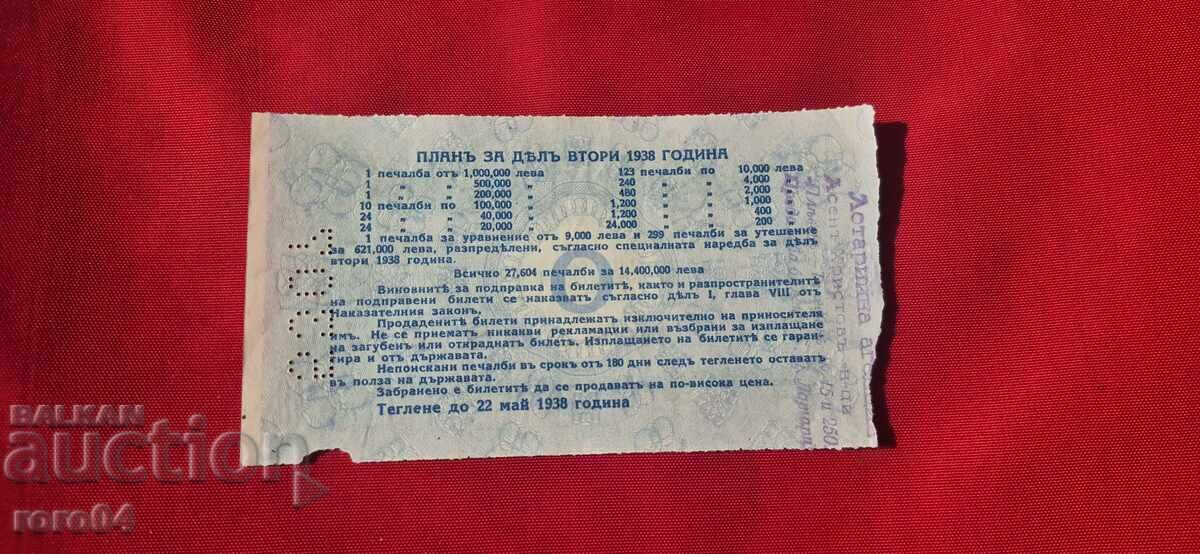 ПЛАНЪ ЗА ДѢЛЪ ВТОРИ 1938 ГОДИНА
1 печалба отъ 1,000,000 лева 123 печалби по 10,000 лева
1 „ „ 500,000 „ 240 „ „ 4,000 „
1 „ „ 200,000 „ 480 „ „ 2,000 „
10 печалби по 100,000 „ 1,200 „ „ 1,000 „
24 „ „ 40,000 „ 1,200 „ „ 400 „
24 „ „ 20,000 „ 24,000 „ „ 200 „
1 печалба за уравнение отъ 9,000 лева и 299 печалби за утешение
за 621,000 лева, разпредѣлени, съгласно специалната наредба за дѣлъ
втори 1938 година.
Всичко 27,604 печалби за 14,400,000 лева
Виновнитѣ за подправка на билетитѣ, както и разпространителитѣ
на подправени билети се наказватъ съгласно дѣлъ I, глава VIII отъ
Наказателния законъ.
Продаденитѣ билети принадлежатъ изключително на приносителя
имъ. Не се приематъ никакви рекламации или възбрани за изплащане
на загубенъ или откраднатъ билетъ. Изплащането на билетитѣ се гаран-
тира и отъ държавата.
Непоискани печалби въ срокъ отъ 180 дни следъ тегленето оставатъ
въ полза на държавата.
Забранено е билетитѣ да се продаватъ на по-висока цена.
Теглене до 22 май 1938 година
Лотарийна
Асенъ Христовъ
15 и 250
BALKAN
auction
roro04